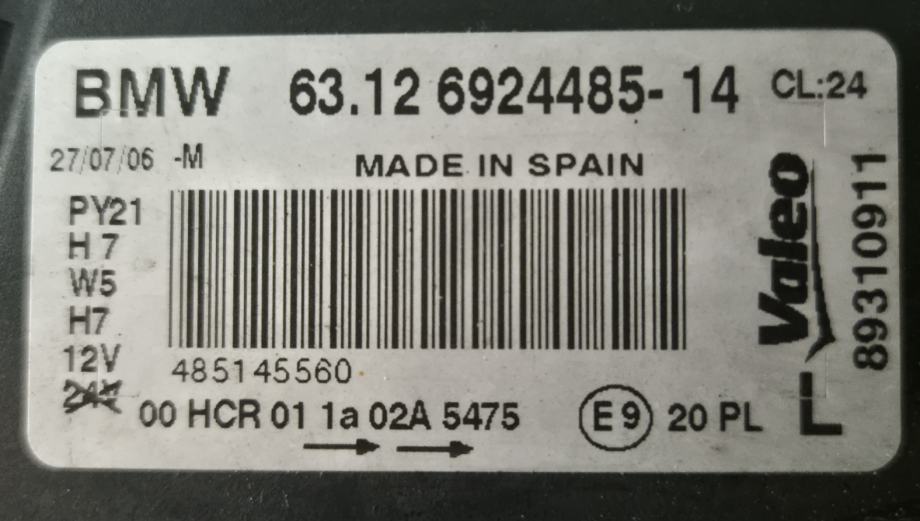 BMW 63.12 6924485- 14 CL:24
27/07/06 -M MADE IN SPAIN
PY21
H 7
W5
H7
12V
24V
485145560
00 HCR 01 1a 02A 5475 E 9 20 PL
Valeo
89310911
L